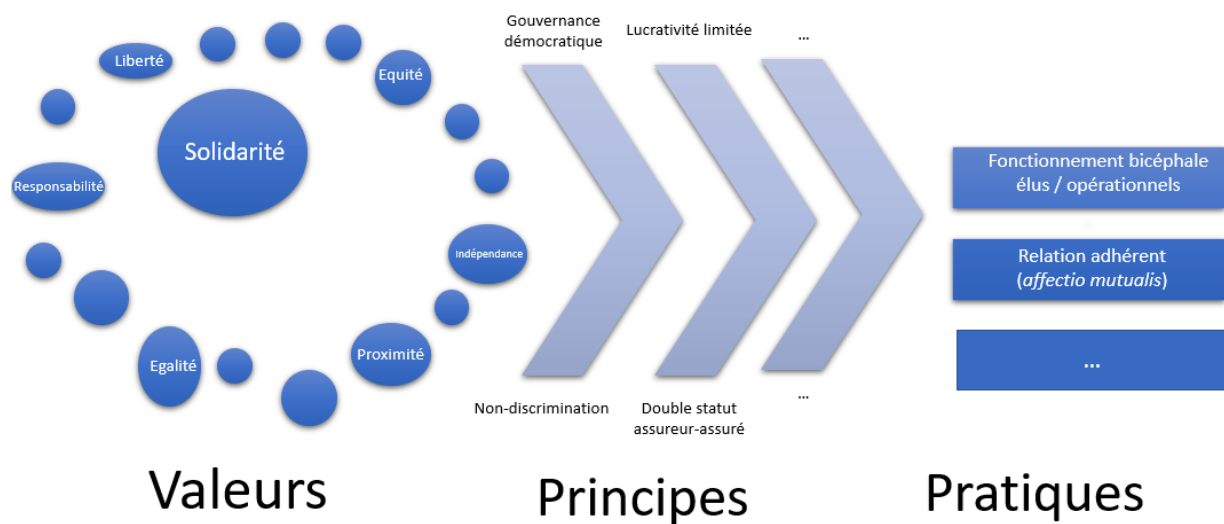 Liberté
Equité
Solidarité
Responsabilité
Indépendance
Egalité
Proximité
Gouvernance
démocratique
Lucrativité limitée
...
Non-discrimination
Double statut
assureur-assuré
...
Fonctionnement bicéphale
élus / opérationnels
Relation adhérent
(affectio mutualis)
...
Valeurs
Principes
Pratiques